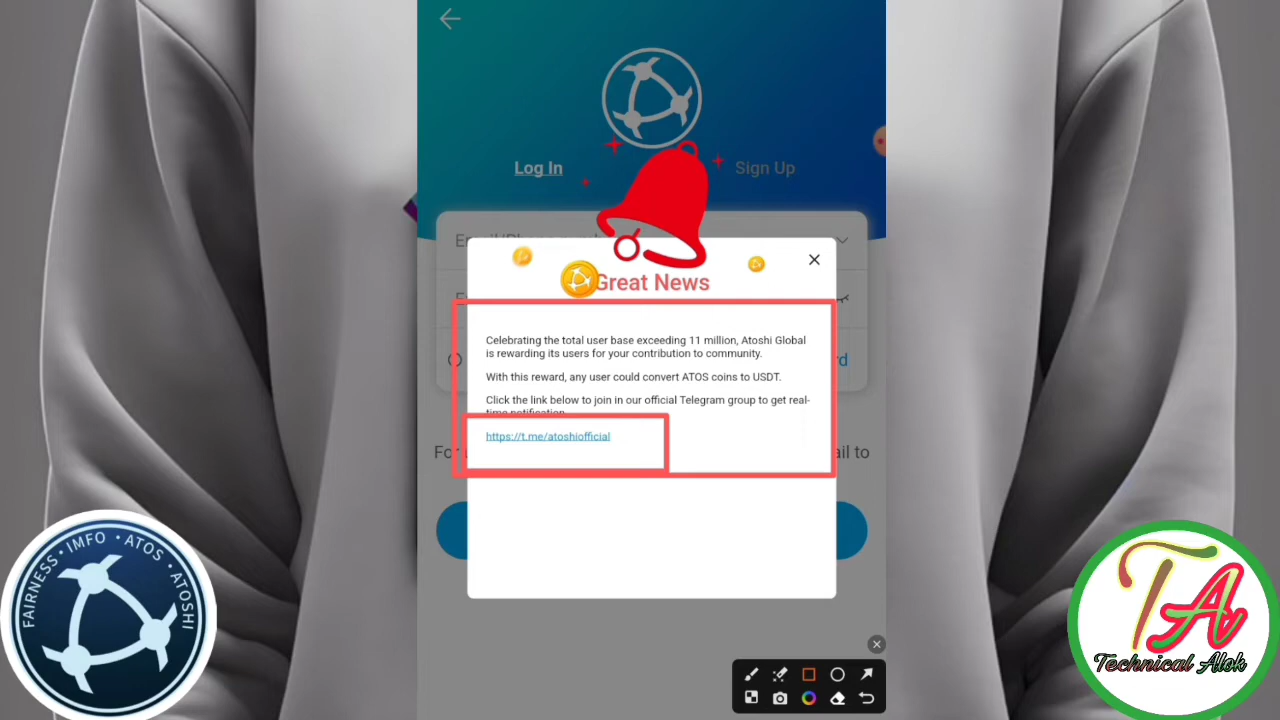 Log In
Sign Up
Great News
Celebrating the total user base exceeding 11 million, Atoshi Global
is rewarding its users for your contribution to community.
With this reward, any user could convert ATOS coins to USDT.
Click the link below to join in our official Telegram group to get real-
time notification
https://t.me/atoshiofficial
FAIRNESS • IMFO • ATOS • ATOSHI
TA
Technical Alok